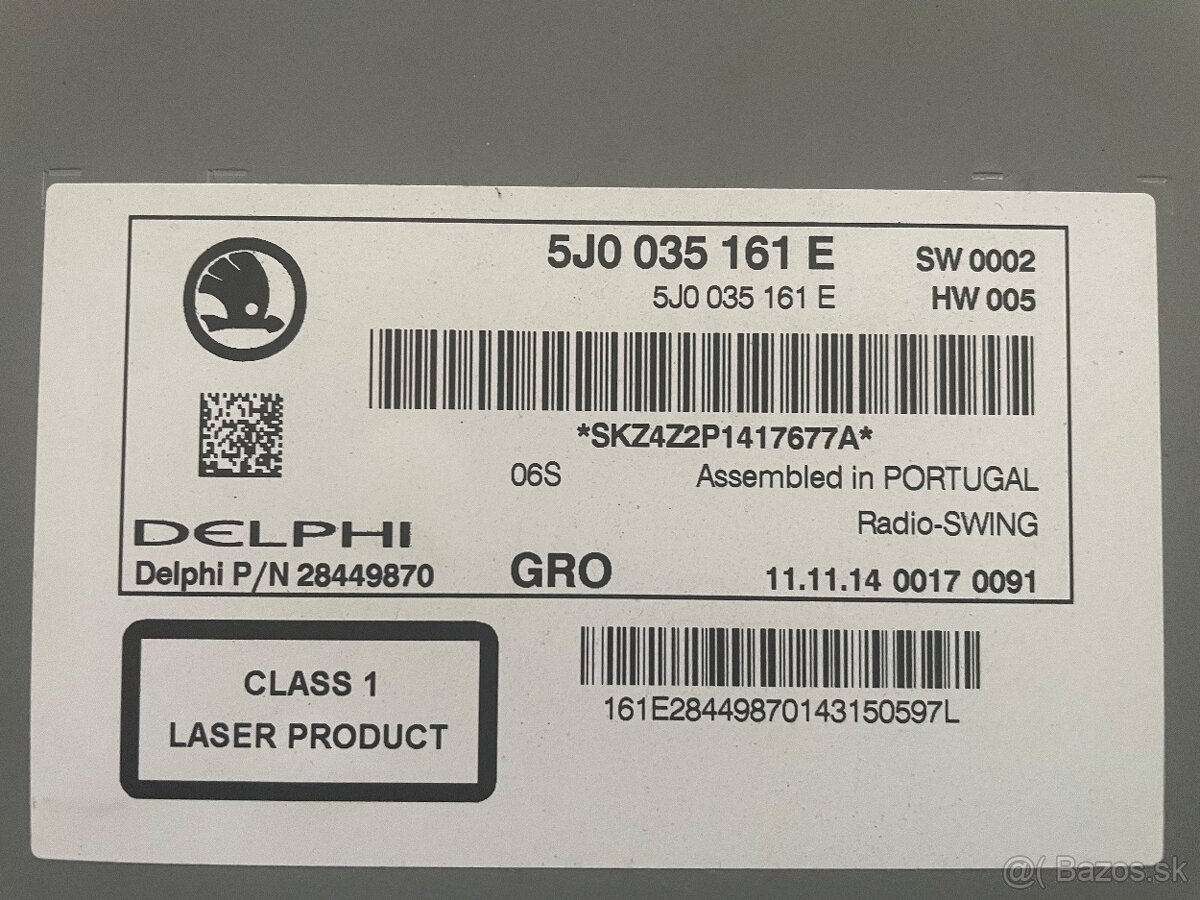 5J0 035 161 E SW 0002
5J0 035 161 E HW 005
*SKZ4Z2P1417677A*
06S Assembled in PORTUGAL
Radio-SWING
DELPHI
Delphi P/N 28449870 GRO 11.11.14 0017 0091
CLASS 1
LASER PRODUCT
161E28449870143150597L
@( Bazos.sk